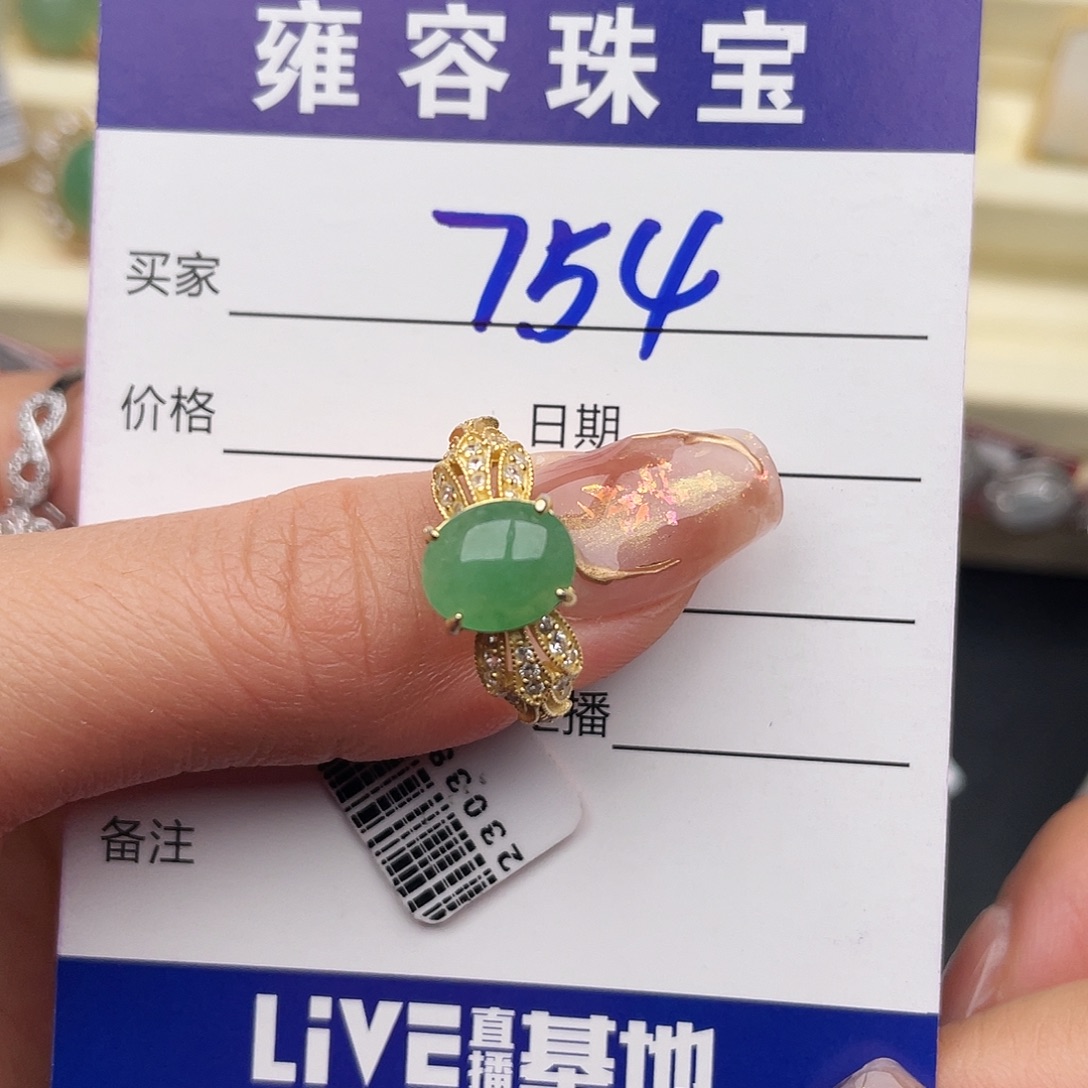 雍容珠宝
买家 754
价格 日期
播
备注
2303
LiVE直播基地